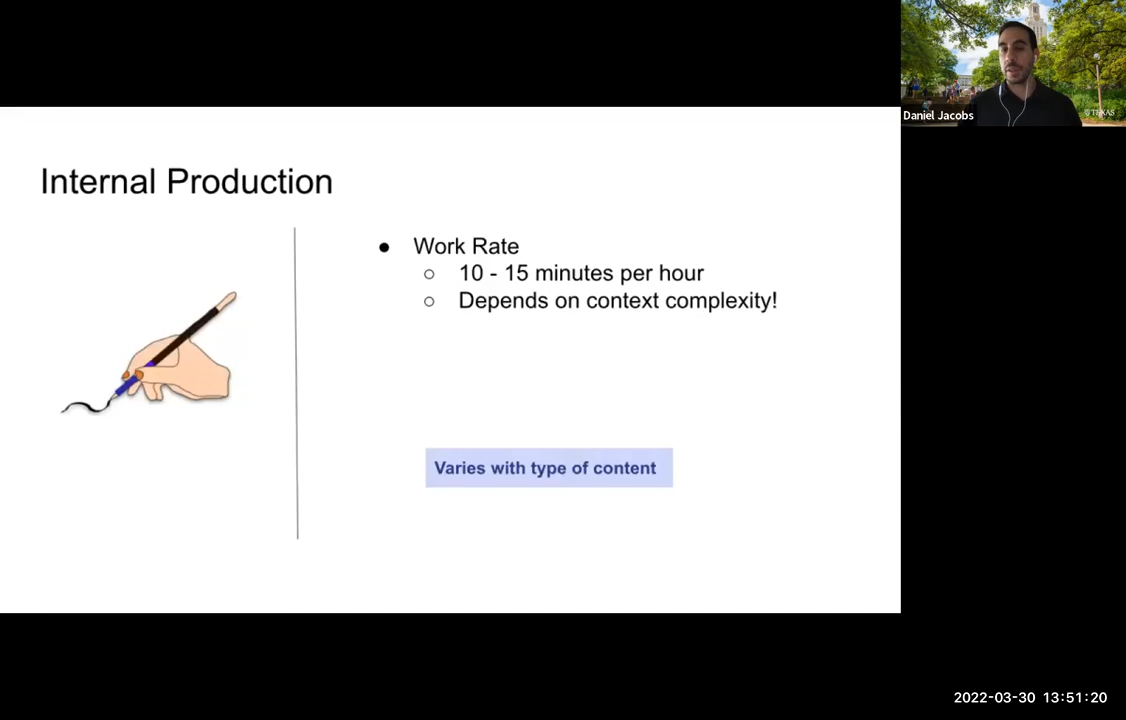 Daniel Jacobs
TEXAS
Internal Production
● Work Rate
○ 10 - 15 minutes per hour
○ Depends on context complexity!
Varies with type of content
2022-03-30 13:51:20